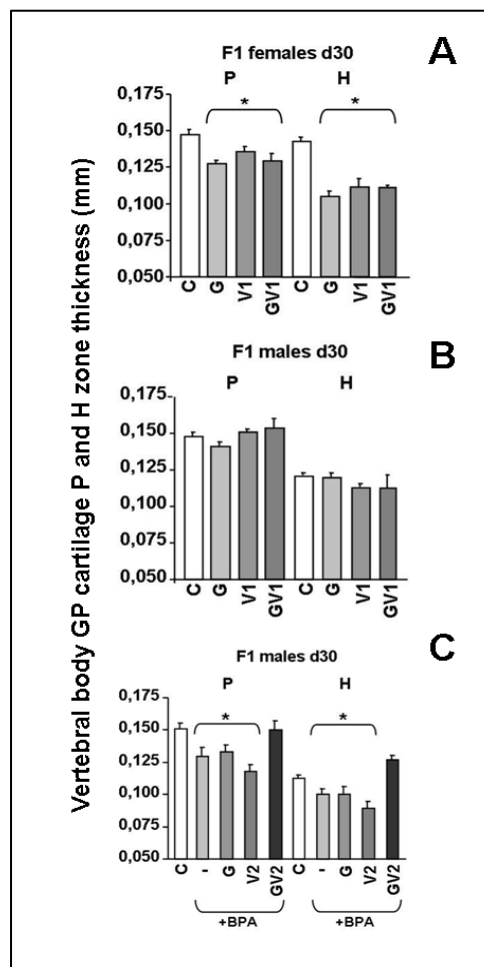 A
F1 females d30
P H
* *
0,175
0,150
0,125
0,100
0,075
0,050
C G V1 GV1 C G V1 GV1
B
F1 males d30
P H
0,175
0,150
0,125
0,100
0,075
0,050
C G V1 GV1 C G V1 GV1
C
F1 males d30
P H
* *
0,175
0,150
0,125
0,100
0,075
0,050
C - G V2 GV2 C - G V2 GV2
+BPA +BPA
Vertebral body GP cartilage P and H zone thickness (mm)